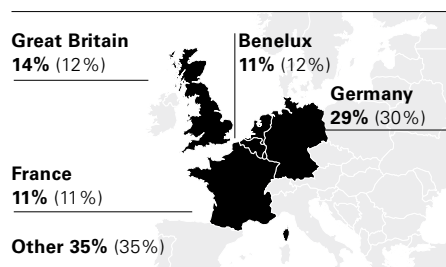 Great Britain
14% (12%)
Benelux
11% (12%)
Germany
29% (30%)
France
11% (11%)
Other 35% (35%)